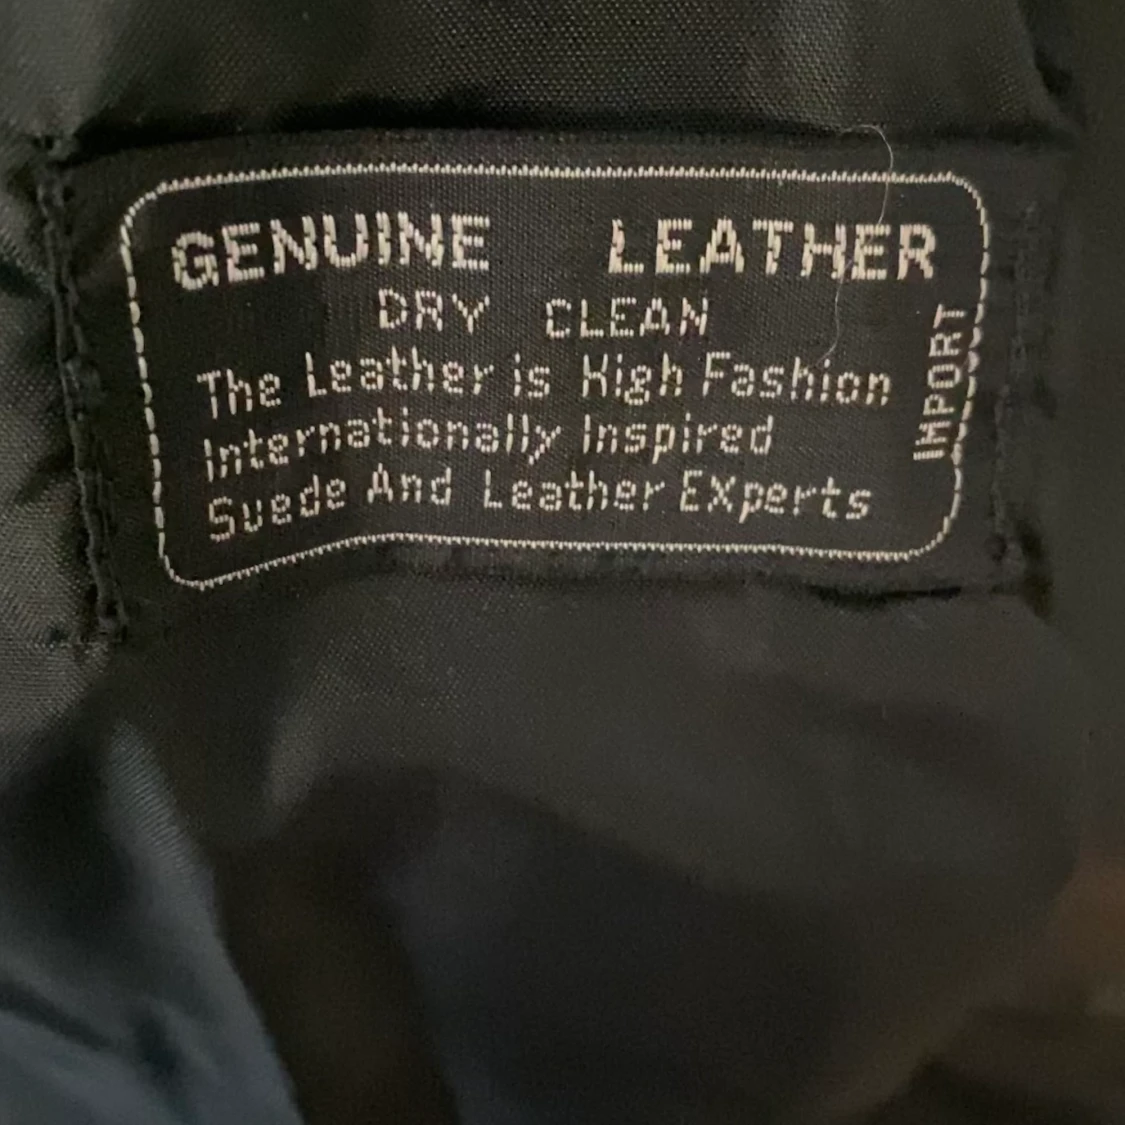 GENUINE LEATHER
DRY CLEAN
The Leather is High Fashion
Internationally Inspired
Suede And Leather EXperts
IMPORT